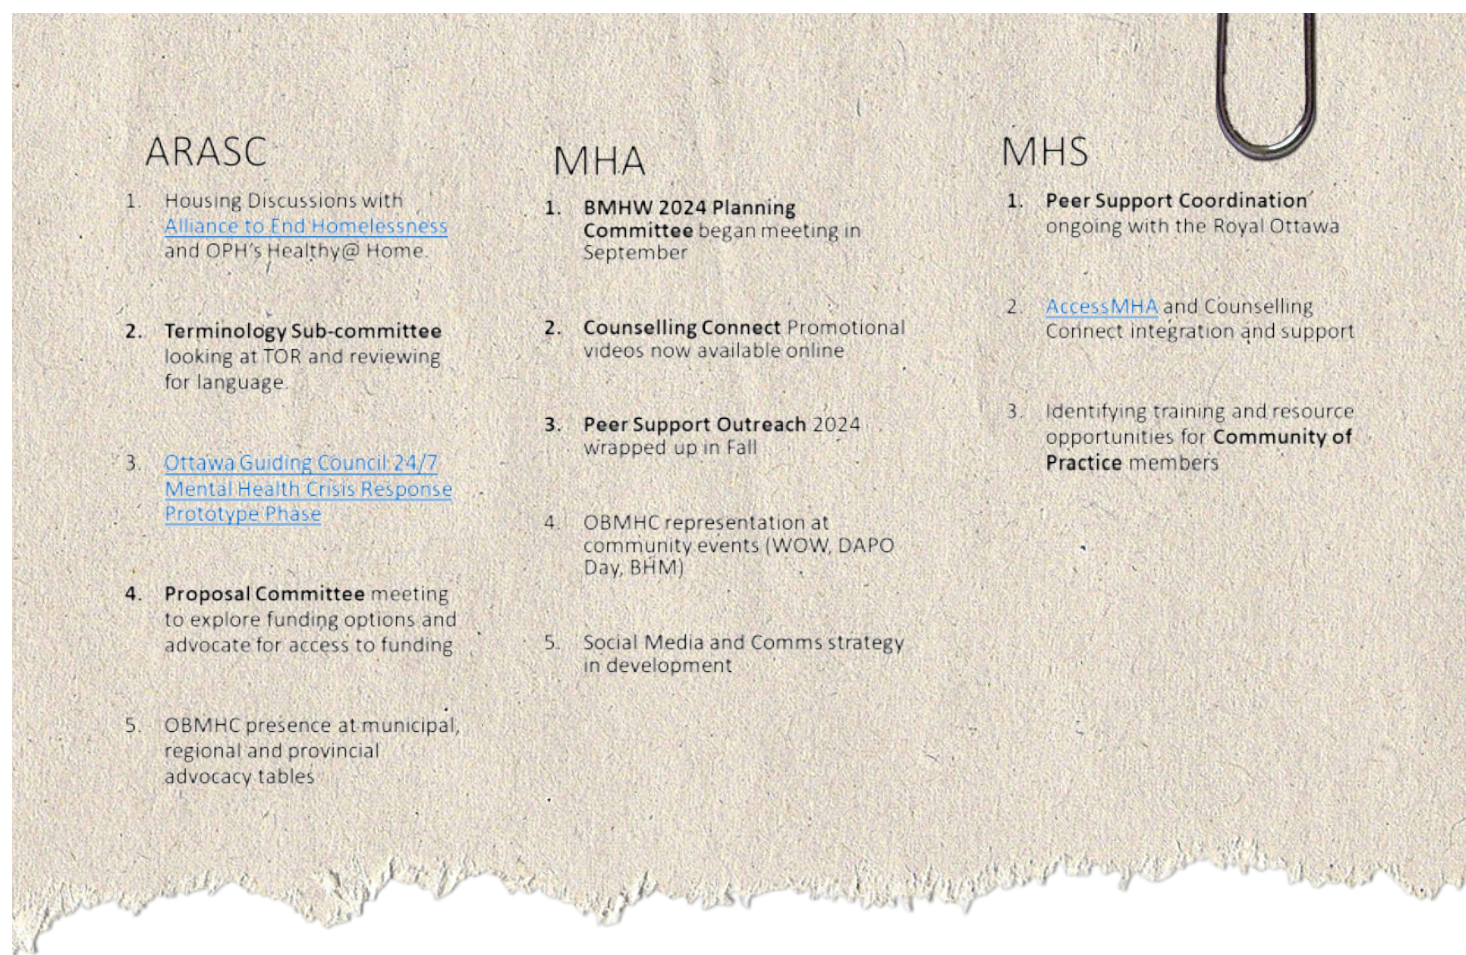 ARASC
1. Housing Discussions with
Alliance to End Homelessness
and OPH's Healthy@ Home.
2. Terminology Sub-committee
looking at TOR and reviewing
for language.
3. Ottawa Guiding Council 24/7
Mental Health Crisis Response
Prototype Phase
4. Proposal Committee meeting
to explore funding options and
advocate for access to funding
5. OBMHC presence at municipal,
regional and provincial
advocacy tables
MHA
1. BMHW 2024 Planning
Committee began meeting in
September
2. Counselling Connect Promotional
videos now available online
3. Peer Support Outreach 2024
wrapped up in Fall
4. OBMHC representation at
community events (WOW, DAPO
Day, BHM)
5. Social Media and Comms strategy
in development
MHS
1. Peer Support Coordination
ongoing with the Royal Ottawa
2. AccessMHA and Counselling
Connect integration and support
3. Identifying training and resource
opportunities for Community of
Practice members